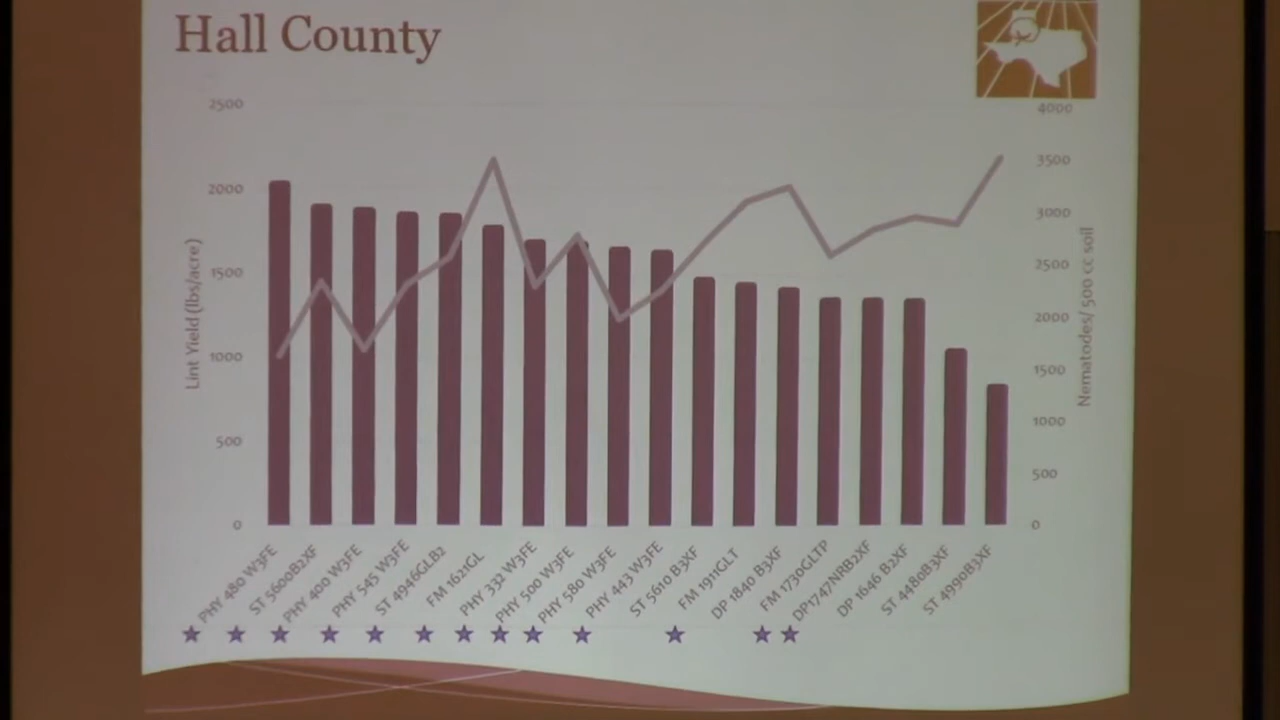 Hall County
2500
2000
1500
1000
500
0
Lint Yield (lbs/acre)
4000
3500
3000
2500
2000
1500
1000
500
0
Nematodes/ 500 cc soil
PHY 480 W3FE
ST 5600B2XF
PHY 400 W3FE
PHY 545 W3FE
ST 4946GLB2
FM 1621GL
PHY 332 W3FE
PHY 500 W3FE
PHY 580 W3FE
PHY 443 W3FE
ST 5610 B3XF
FM 1911GLT
DP 1840 B3XF
FM 1730GLTP
DP1747NRB2XF
DP 1646 B2XF
ST 4480B3XF
ST 4990B3XF